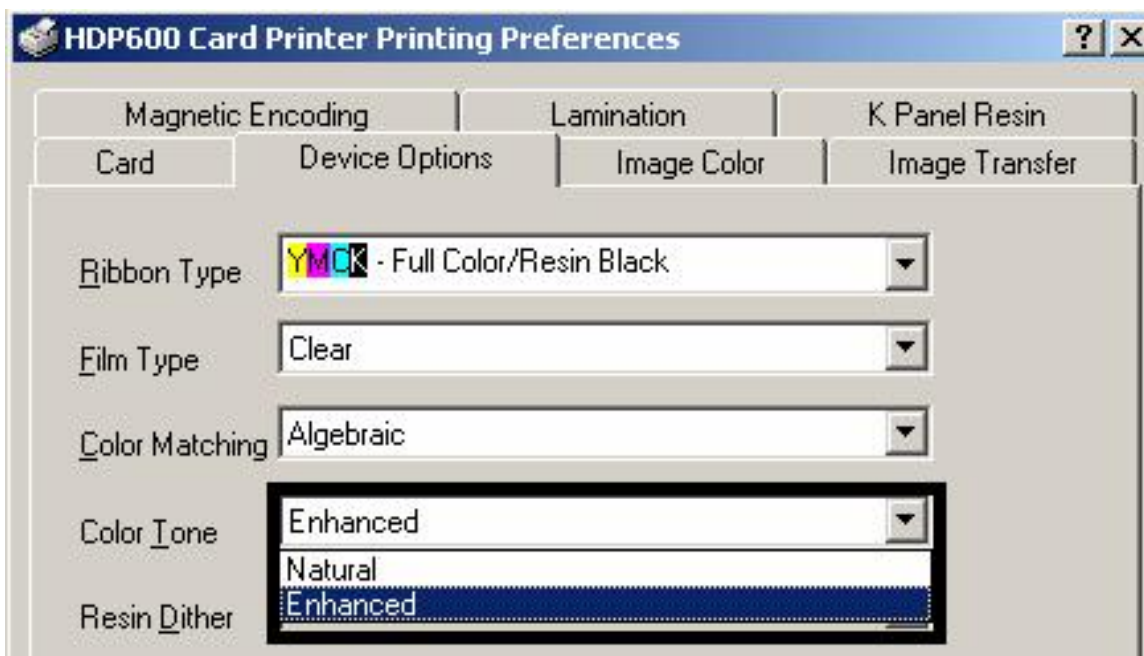 HDP600 Card Printer Printing Preferences
Magnetic Encoding Lamination K Panel Resin
Card Device Options Image Color Image Transfer
Ribbon Type YMCK - Full Color/Resin Black
Film Type Clear
Color Matching Algebraic
Color Tone Enhanced
Natural
Enhanced
Resin Dither